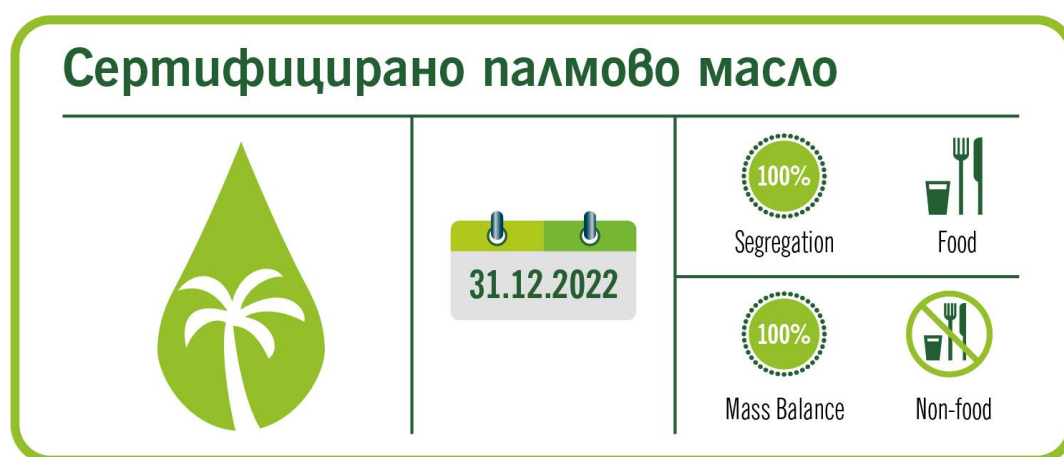 Сертифицирано палмово масло
31.12.2022
100%
Segregation
Food
100%
Mass Balance
Non-food